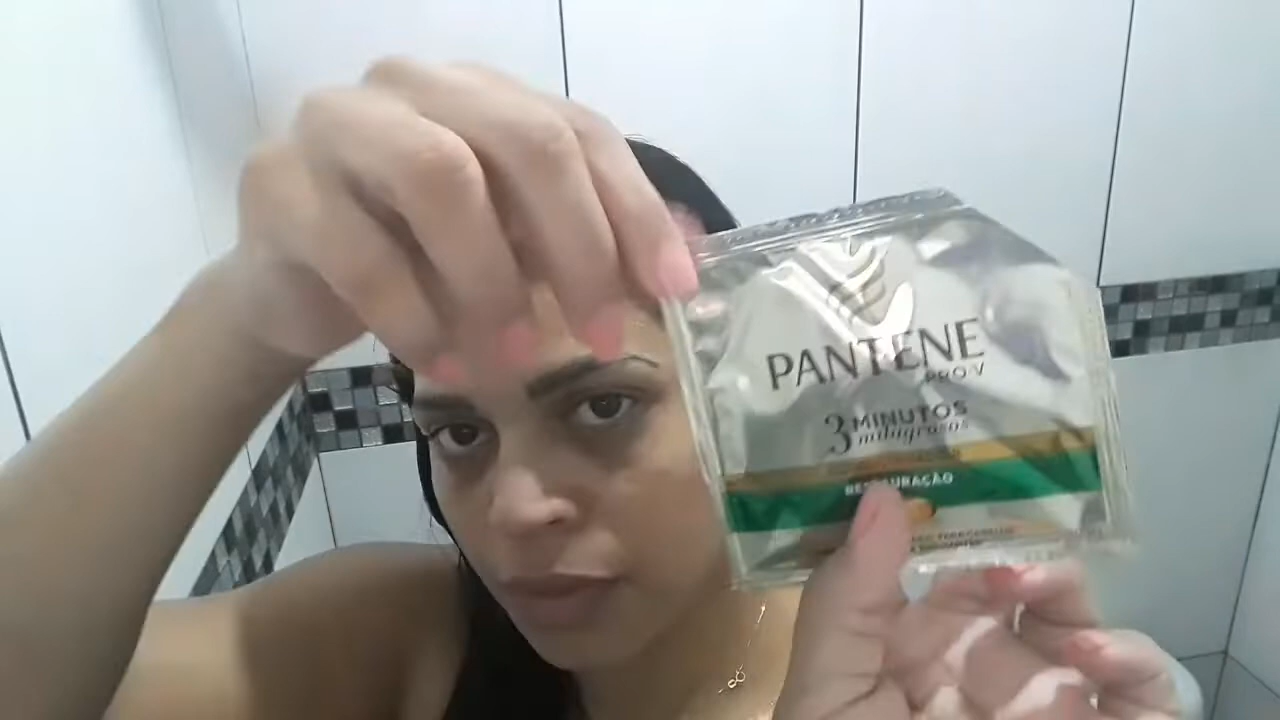 PANTENE
PRO-V
3 MINUTOS
milagrosos
RESTAURAÇÃO